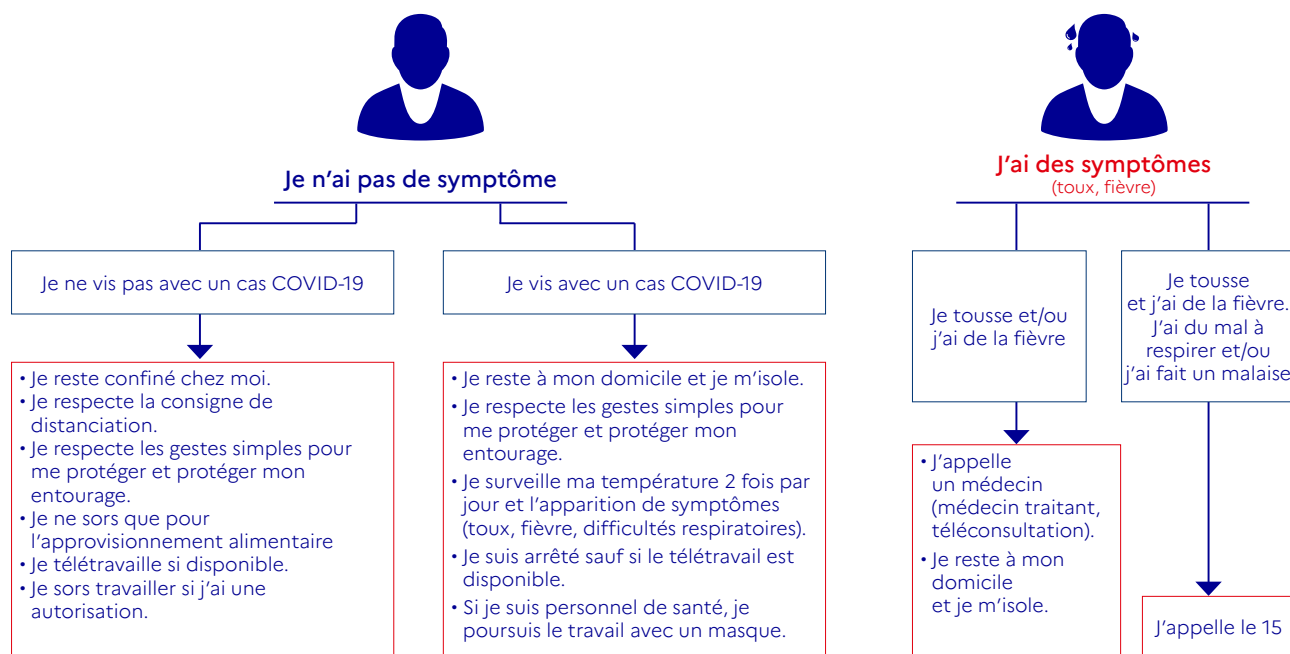 Je n'ai pas de symptôme
Je ne vis pas avec un cas COVID-19
• Je reste confiné chez moi.
• Je respecte la consigne de
distanciation.
• Je respecte les gestes simples pour
me protéger et protéger mon
entourage.
• Je ne sors que pour
l'approvisionnement alimentaire
• Je télétravaille si disponible.
• Je sors travailler si j'ai une
autorisation.
Je vis avec un cas COVID-19
• Je reste à mon domicile et je m'isole.
• Je respecte les gestes simples pour
me protéger et protéger mon
entourage.
• Je surveille ma température 2 fois par
jour et l'apparition de symptômes
(toux, fièvre, difficultés respiratoires).
• Je suis arrêté sauf si le télétravail est
disponible.
• Si je suis personnel de santé, je
poursuis le travail avec un masque.
J'ai des symptômes
(toux, fièvre)
Je tousse et/ou
j'ai de la fièvre
• J'appelle
un médecin
(médecin traitant,
téléconsultation).
• Je reste à mon
domicile
et je m'isole.
Je tousse
et j'ai de la fièvre.
J'ai du mal à
respirer et/ou
j'ai fait un malaise
J'appelle le 15